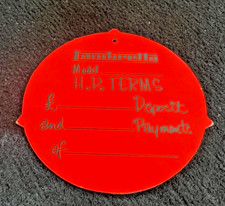 Lambretta
Model
H.P. TERMS
£ Deposit
and Payments
of